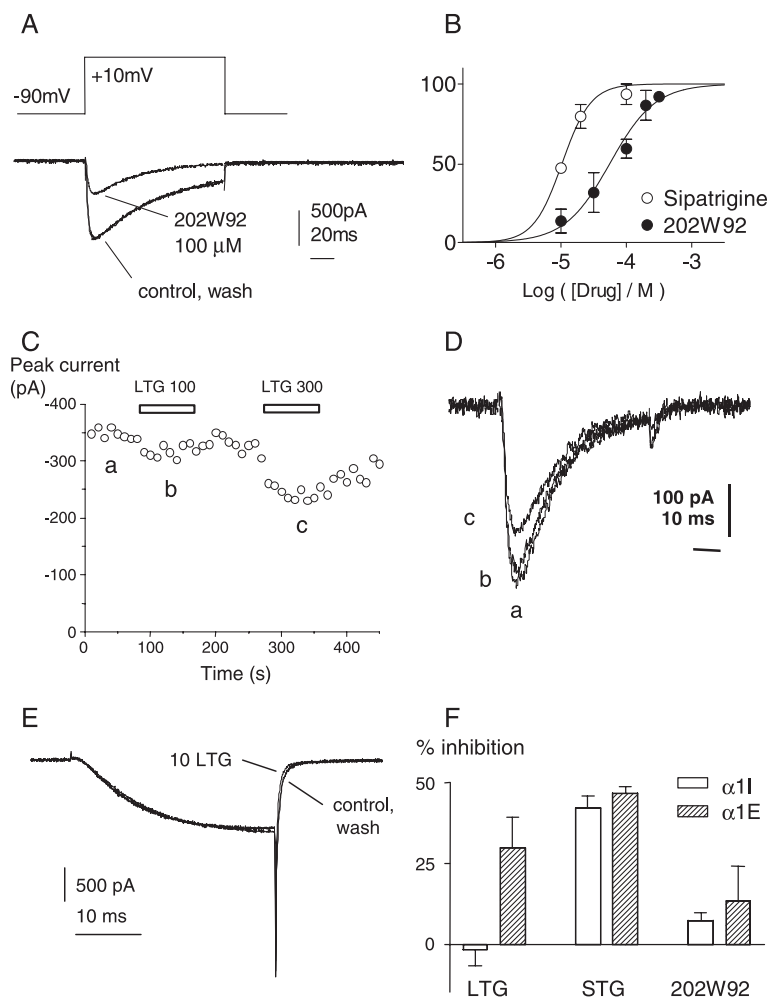 A
-90mV
+10mV
202W92
100 µM
control, wash
500pA
20ms
B
100
50
0
-6
-5
-4
-3
Sipatrigine
202W92
Log ( [Drug] / M )
C
Peak current
(pA)
-400
-300
-200
-100
0
LTG 100
LTG 300
a
b
c
0
100
200
300
400
Time (s)
D
c
b
a
100 pA
10 ms
E
10 LTG
control,
wash
500 pA
10 ms
F
% inhibition
50
25
0
α1I
α1E
LTG
STG
202W92